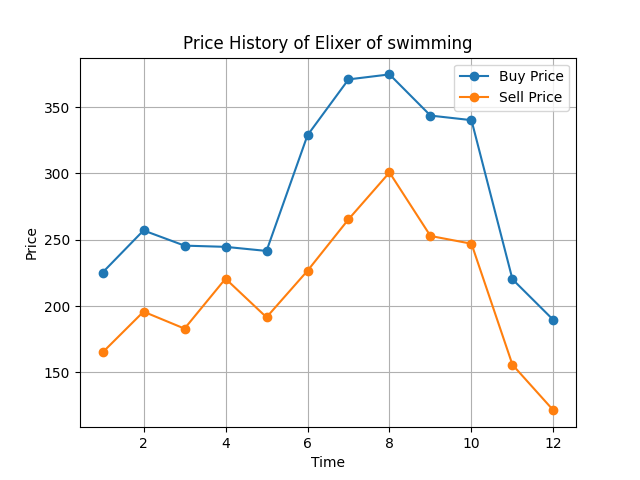 Price History of Elixer of swimming
Buy Price
Sell Price
350
300
250
200
150
Price
2 4 6 8 10 12
Time